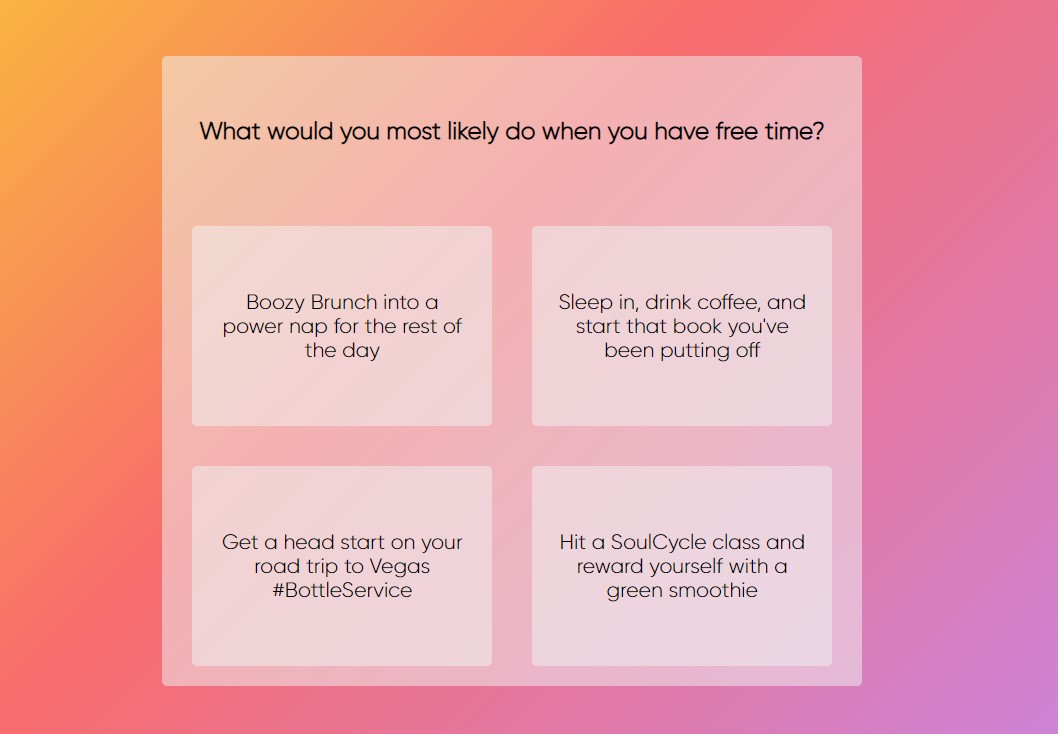 What would you most likely do when you have free time?
Boozy Brunch into a
power nap for the rest of
the day
Sleep in, drink coffee, and
start that book you've
been putting off
Get a head start on your
road trip to Vegas
#BottleService
Hit a SoulCycle class and
reward yourself with a
green smoothie